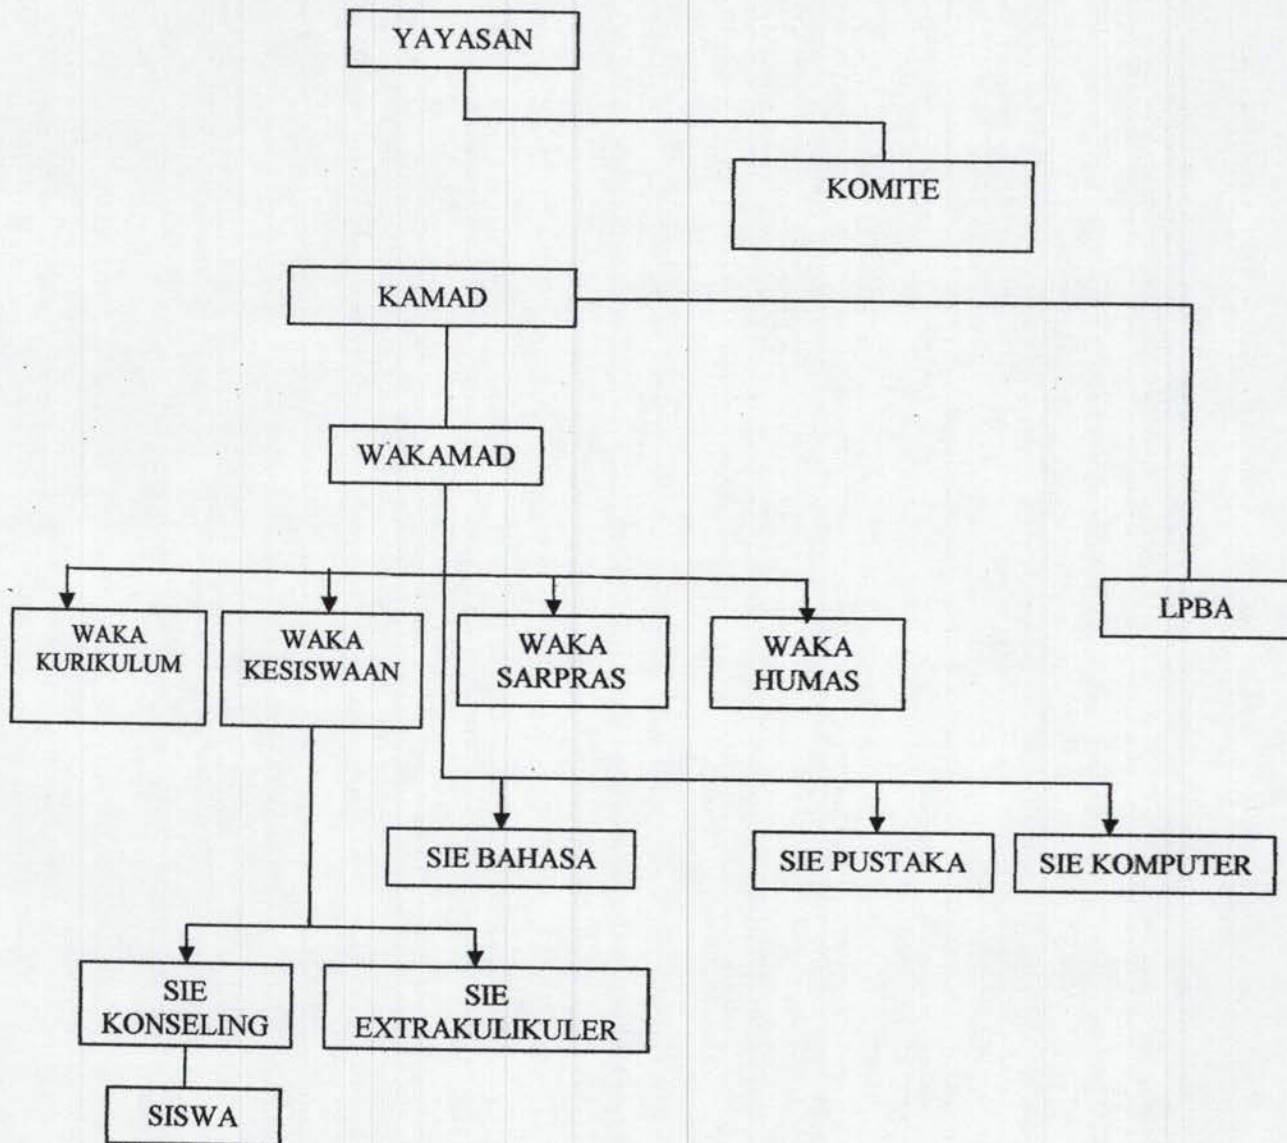 YAYASAN
KOMITE
KAMAD
WAKAMAD
WAKA
KURIKULUM
WAKA
KESISWAAN
WAKA
SARPRAS
WAKA
HUMAS
LPBA
SIE BAHASA
SIE PUSTAKA
SIE KOMPUTER
SIE
KONSELING
SIE
EXTRAKULIKULER
SISWA